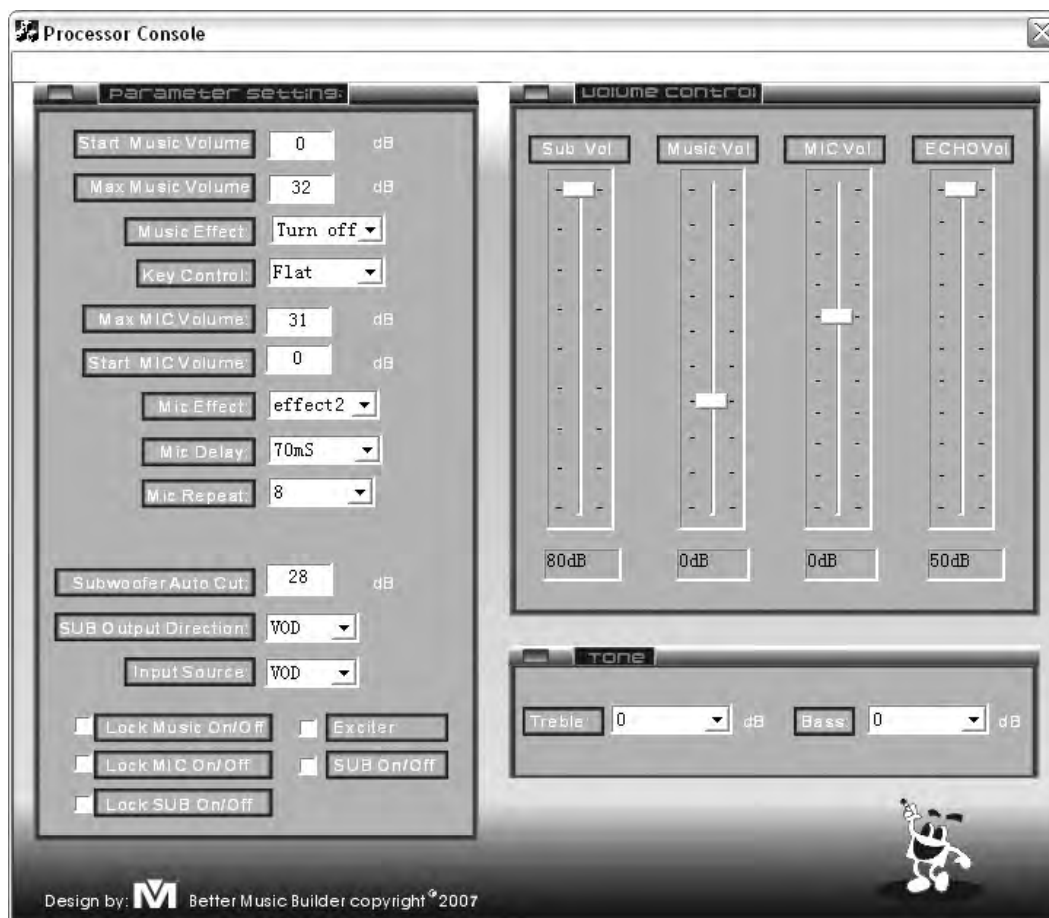 Processor Console
Parameter Setting:
Start Music Volume 0 dB
Max Music Volume 32 dB
Music Effect: Turn off
Key Control: Flat
Max MIC Volume: 31 dB
Start MIC Volume: 0 dB
Mic Effect: effect2
Mic Delay: 70mS
Mic Repeat: 8
Subwoofer Auto Cut: 28 dB
SUB Output Direction: VOD
Input Source: VOD
Lock Music On/Off Exciter
Lock MIC On/Off SUB On/Off
Lock SUB On/Off
Volume Control
Sub Vol Music Vol MIC Vol ECHO Vol
80dB 0dB 0dB 50dB
Tone
Treble: 0 dB Bass: 0 dB
Design by: M Better Music Builder copyright © 2007